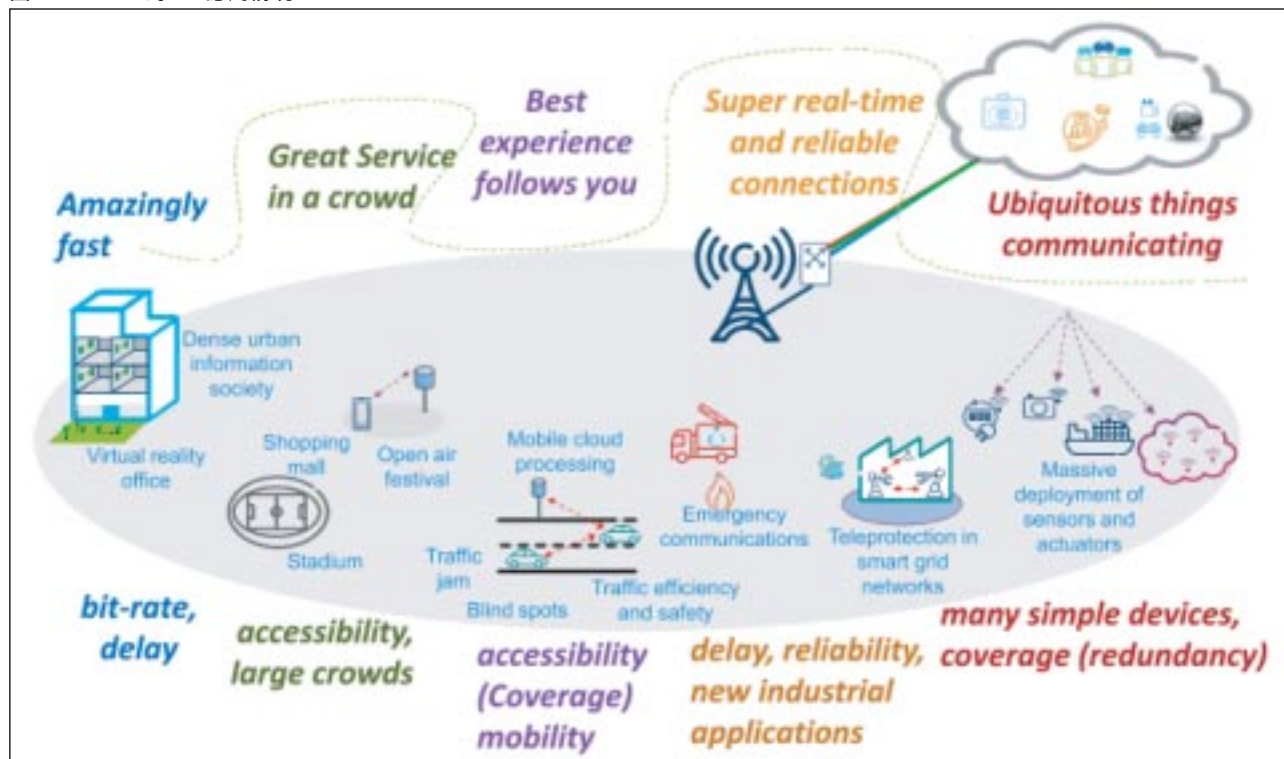 Amazingly
fast
Great Service
in a crowd
Best
experience
follows you
Super real-time
and reliable
connections
Ubiquitous things
communicating
Dense urban
information
society
Virtual reality
office
Shopping
mall
Open air
festival
Stadium
Mobile cloud
processing
Traffic
jam
Blind spots
Traffic efficiency
and safety
Emergency
communications
Teleprotection in
smart grid
networks
Massive
deployment of
sensors and
actuators
bit-rate,
delay
accessibility,
large crowds
accessibility
(Coverage)
mobility
delay, reliability,
new industrial
applications
many simple devices,
coverage (redundancy)